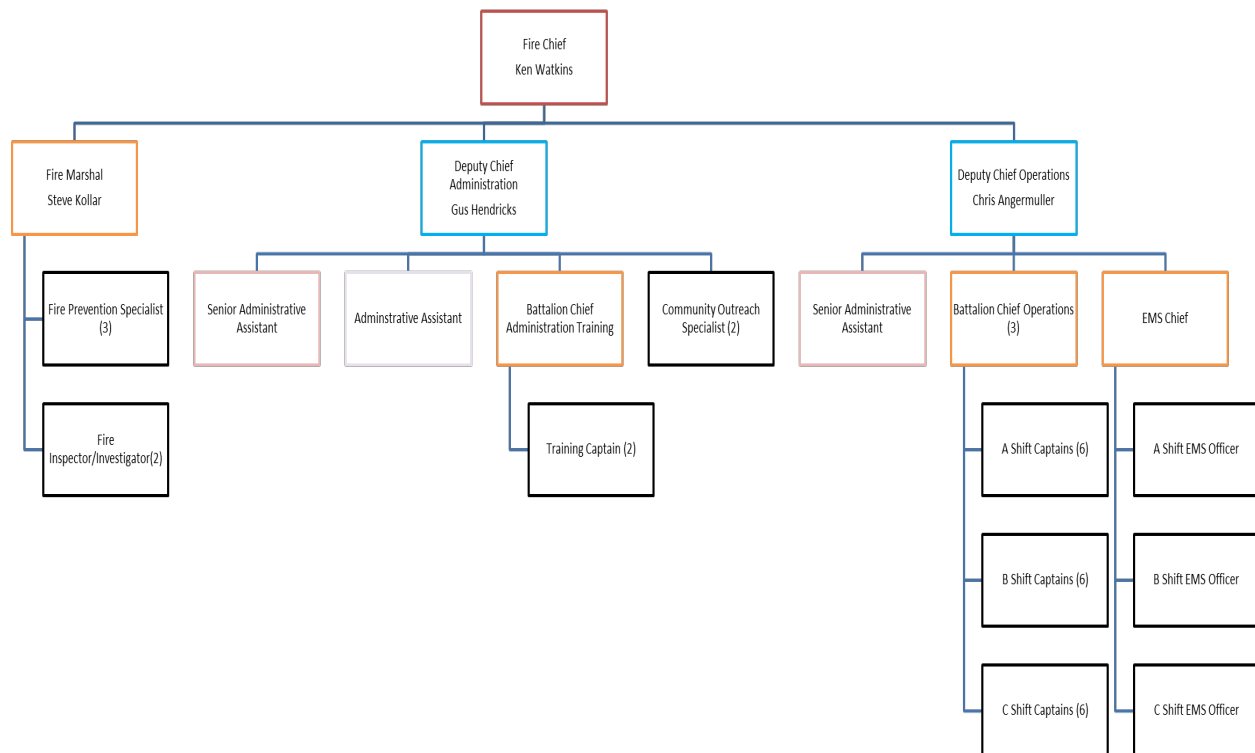 Fire Chief
Ken Watkins
Fire Marshal
Steve Kollar
Deputy Chief
Administration
Gus Hendricks
Deputy Chief Operations
Chris Angermuller
Fire Prevention Specialist
(3)
Senior Administrative
Assistant
Adminstrative Assistant
Battalion Chief
Administration Training
Community Outreach
Specialist (2)
Senior Administrative
Assistant
Battalion Chief Operations
(3)
EMS Chief
Fire
Inspector/Investigator(2)
Training Captain (2)
A Shift Captains (6)
A Shift EMS Officer
B Shift Captains (6)
B Shift EMS Officer
C Shift Captains (6)
C Shift EMS Officer